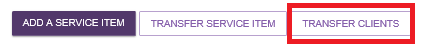 ADD A SERVICE ITEM TRANSFER SERVICE ITEM TRANSFER CLIENTS